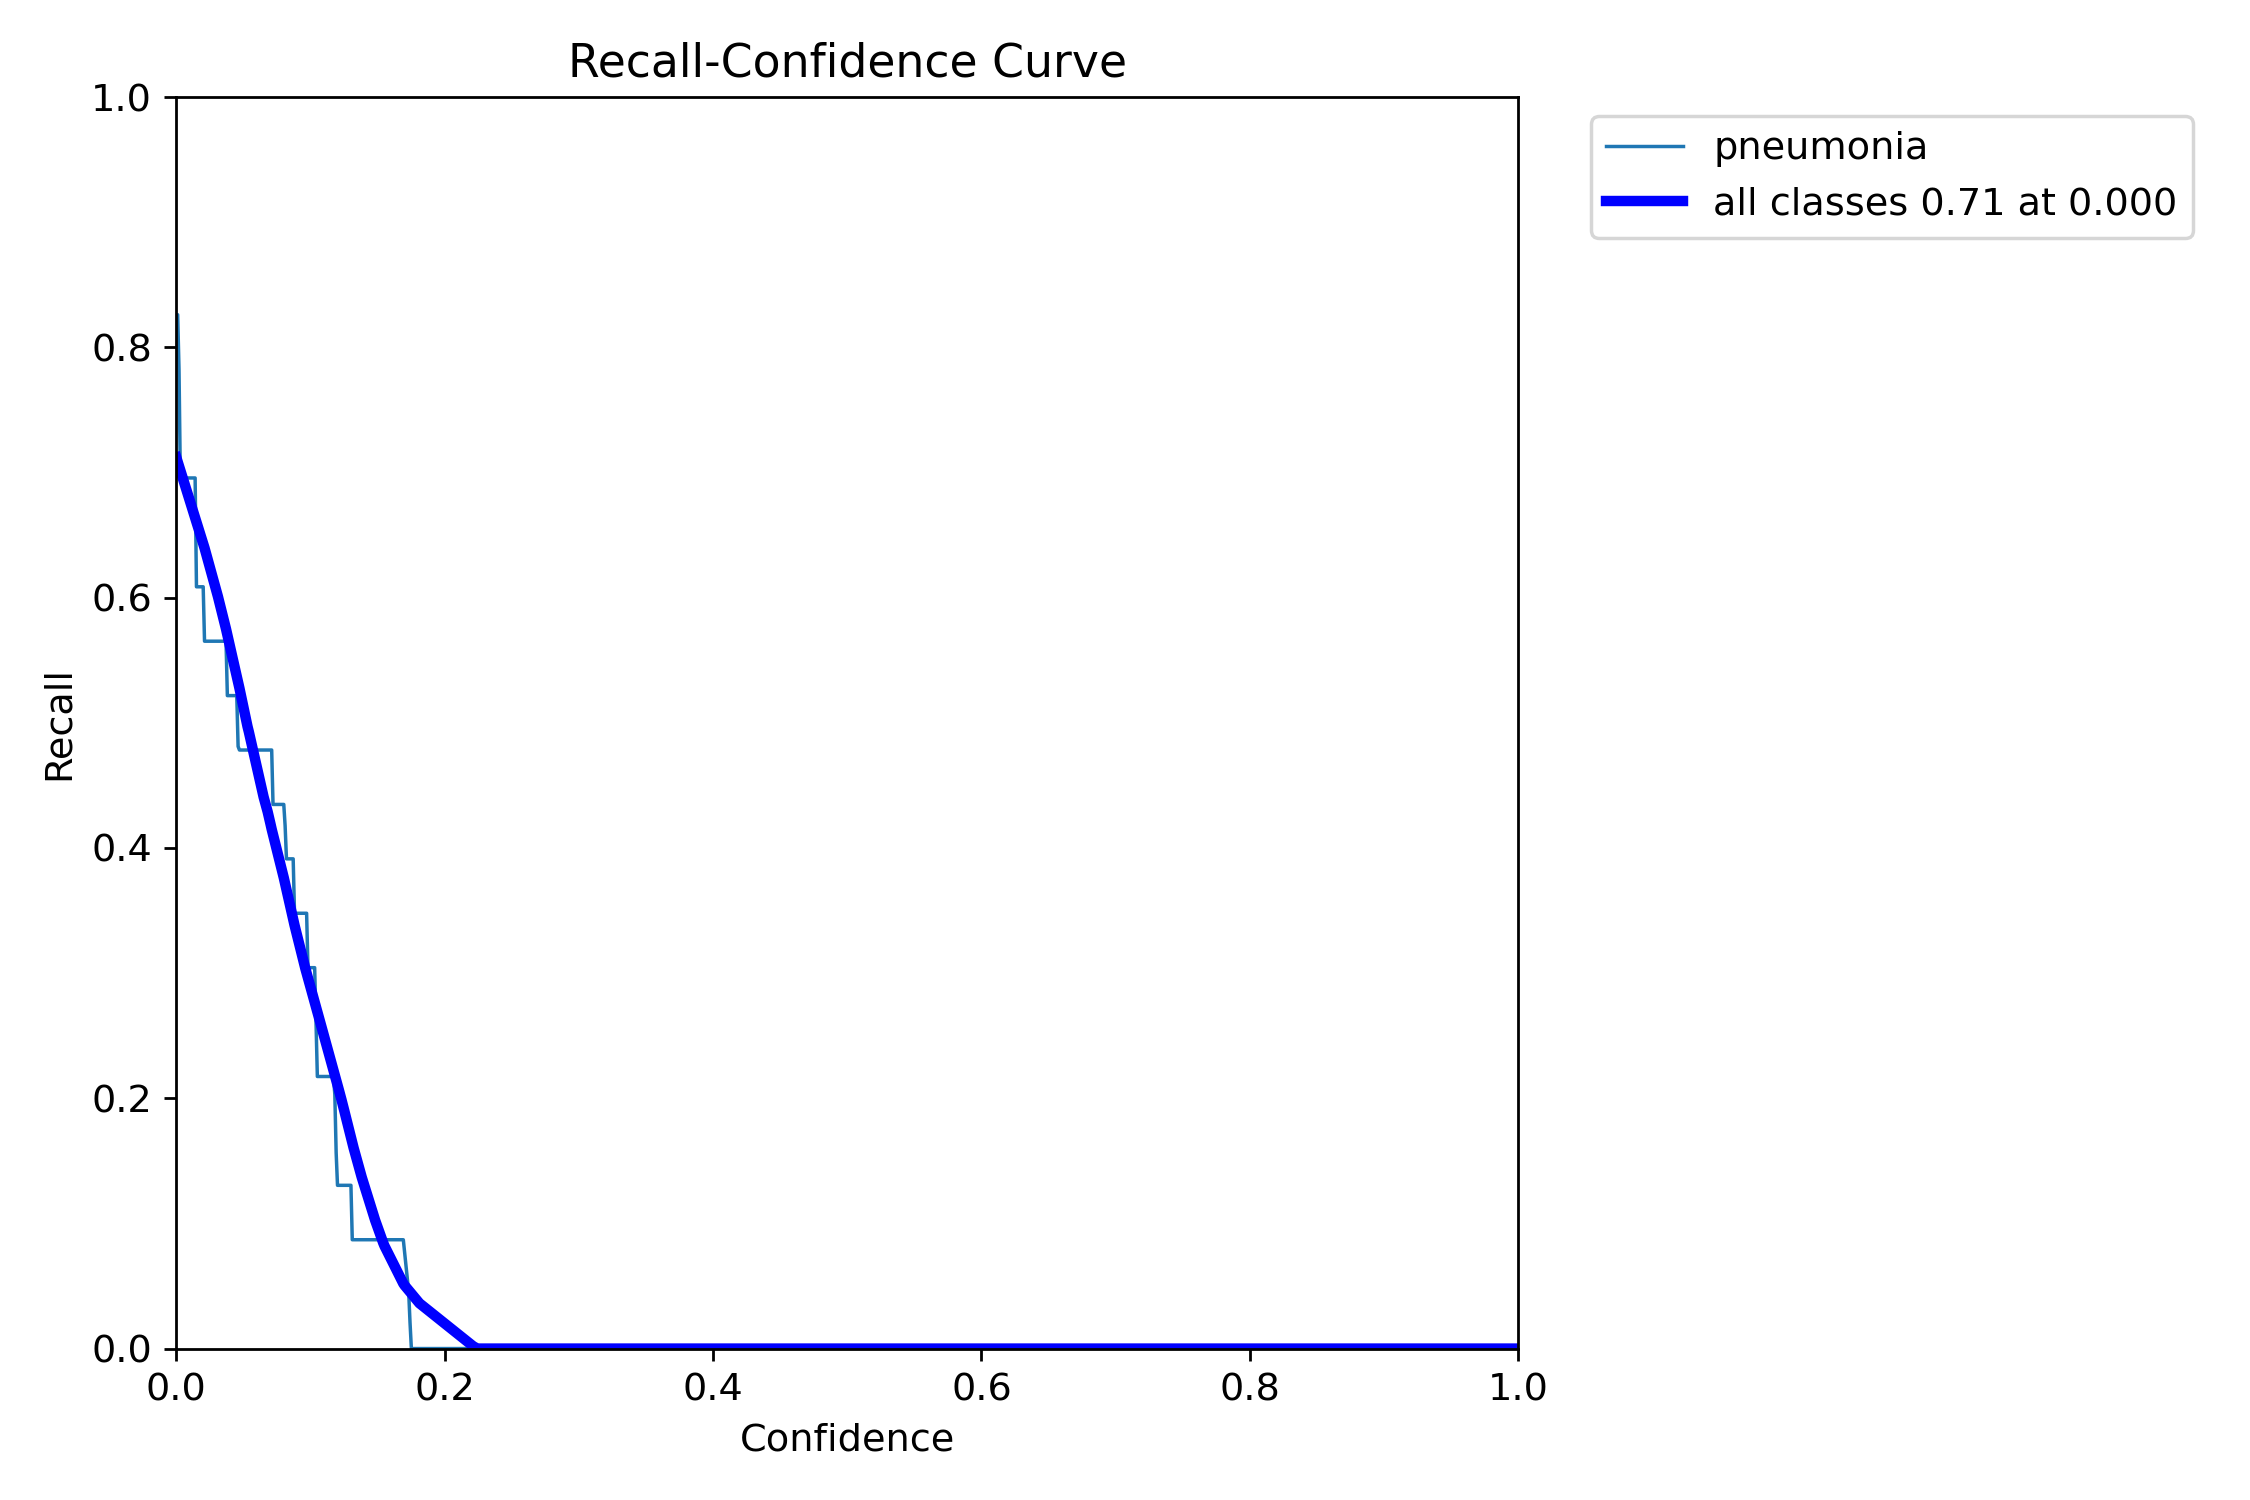 Recall-Confidence Curve
1.0
0.8
0.6
0.4
0.2
0.0
Recall
0.0 0.2 0.4 0.6 0.8 1.0
Confidence
pneumonia
all classes 0.71 at 0.000